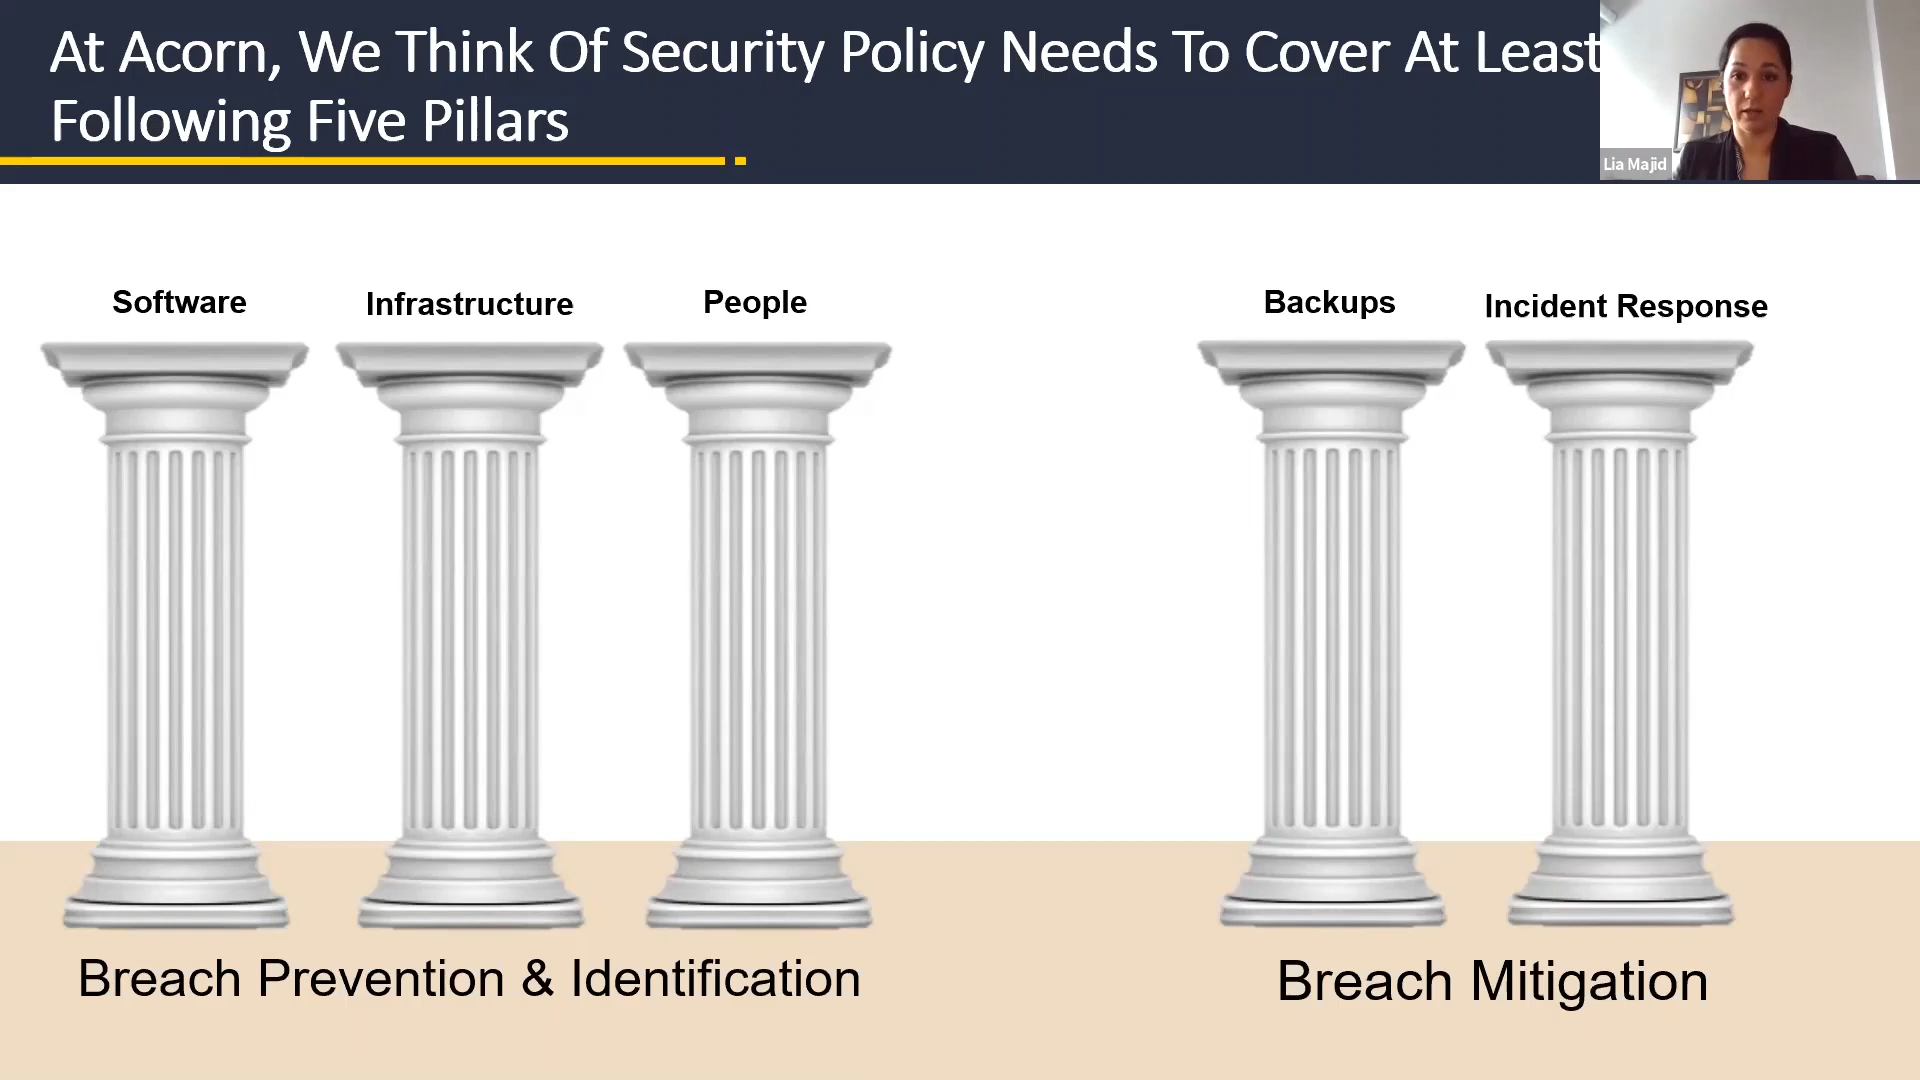 At Acorn, We Think Of Security Policy Needs To Cover At Least
Following Five Pillars
Lia Majid
Software
Infrastructure
People
Backups
Incident Response
Breach Prevention & Identification
Breach Mitigation